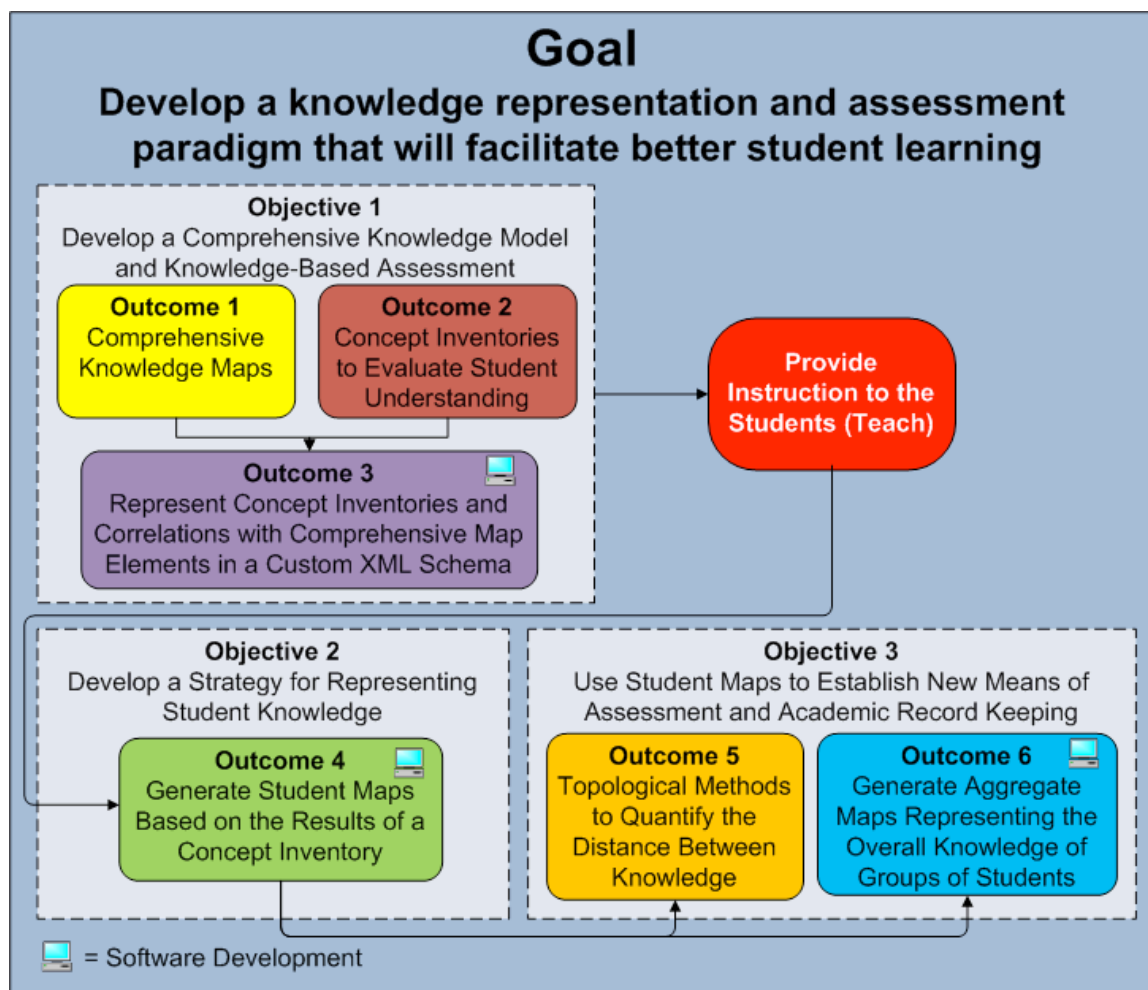 Goal
Develop a knowledge representation and assessment
paradigm that will facilitate better student learning
Objective 1
Develop a Comprehensive Knowledge Model
and Knowledge-Based Assessment
Outcome 1
Comprehensive
Knowledge Maps
Outcome 2
Concept Inventories
to Evaluate Student
Understanding
Outcome 3
Represent Concept Inventories and
Correlations with Comprehensive Map
Elements in a Custom XML Schema
Provide
Instruction to the
Students (Teach)
Objective 2
Develop a Strategy for Representing
Student Knowledge
Outcome 4
Generate Student Maps
Based on the Results of a
Concept Inventory
Objective 3
Use Student Maps to Establish New Means of
Assessment and Academic Record Keeping
Outcome 5
Topological Methods
to Quantify the
Distance Between
Knowledge
Outcome 6
Generate Aggregate
Maps Representing the
Overall Knowledge of
Groups of Students
= Software Development